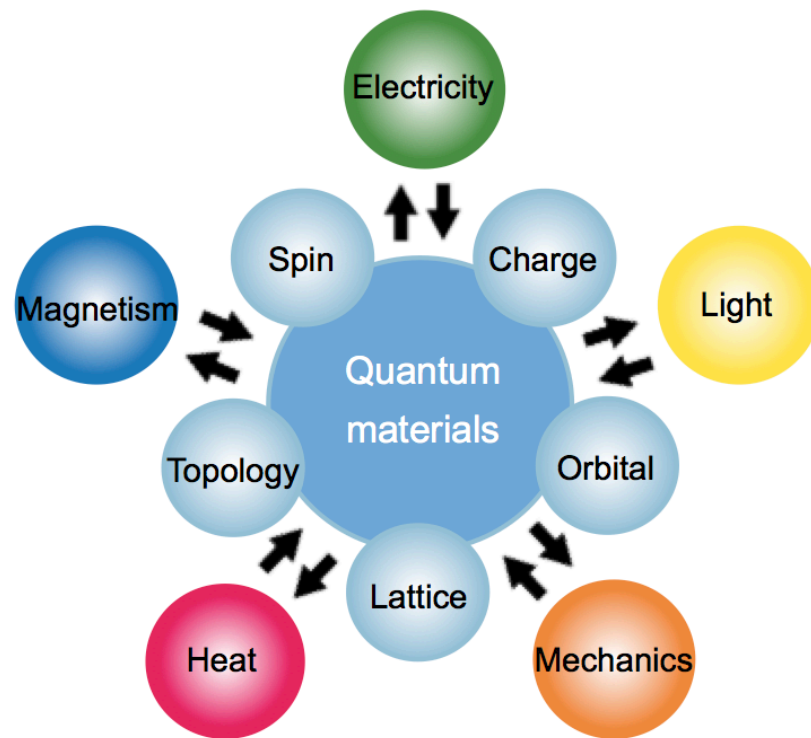 Electricity
Spin
Charge
Magnetism
Light
Quantum
materials
Topology
Orbital
Lattice
Heat
Mechanics